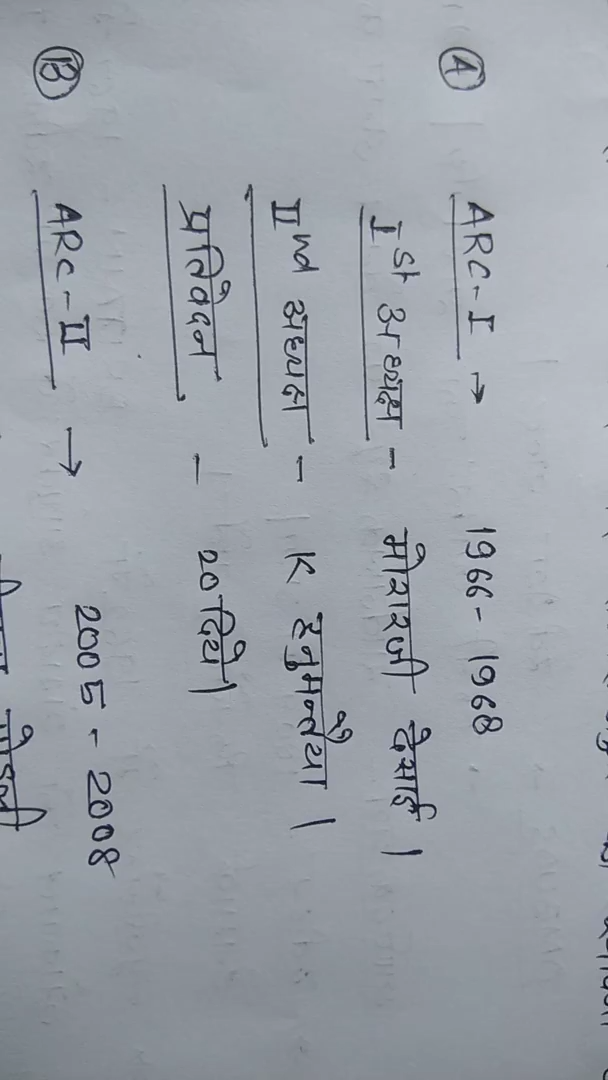 (A) ARC-I → 1966-1968
Ist अध्यक्ष - मोरारजी देसाई।
IInd अध्यक्ष - K हनुमन्तैया।
प्रतिवेदन - 20 दिये।
(B) ARC-II → 2005-2008